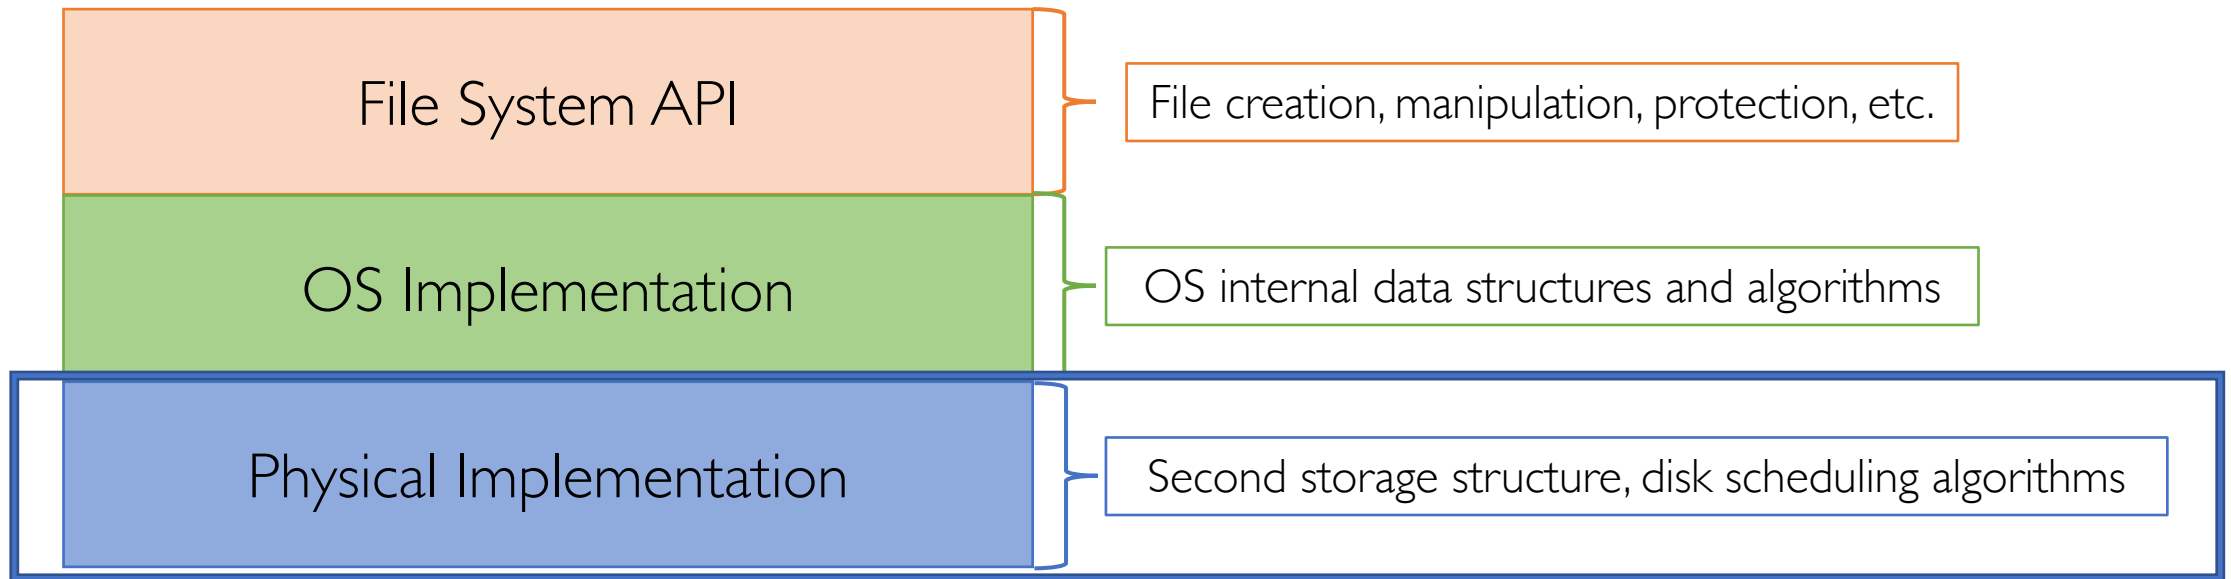 File System API
File creation, manipulation, protection, etc.
OS Implementation
OS internal data structures and algorithms
Physical Implementation
Second storage structure, disk scheduling algorithms